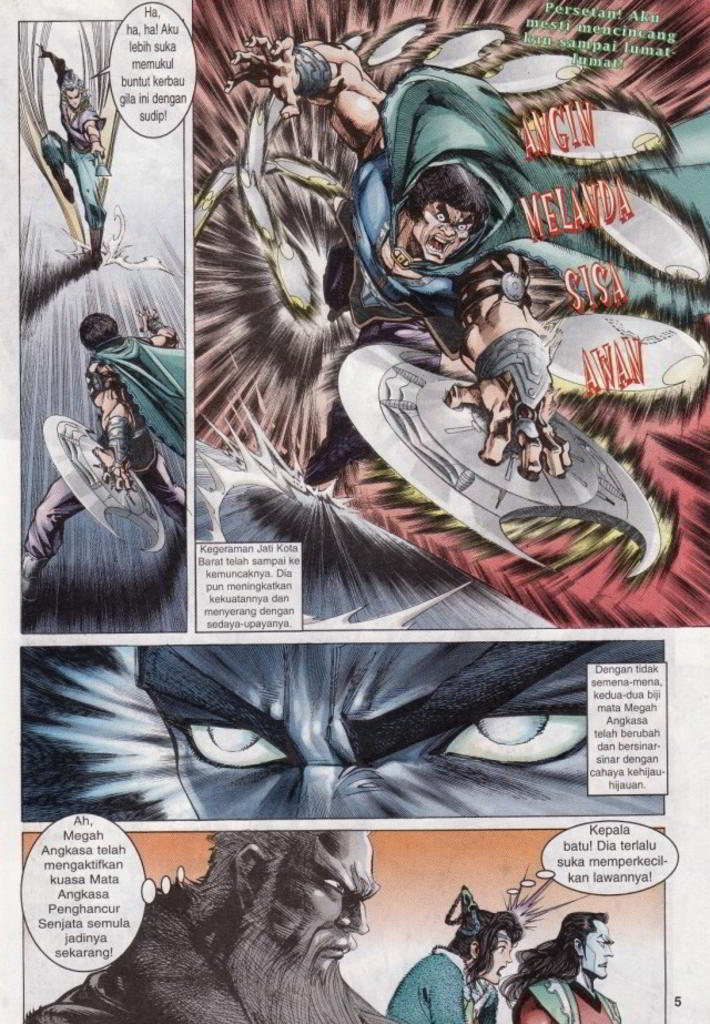 Ha,
ha, ha! Aku
lebih suka
memukul
buntut kerbau
gila ini dengan
sudip!
Persetan! Aku
mesti mencincang
kau sampai lumat-
lumat!
ANGIN
MELANDA
SISA
AWAN
Kegeraman Jati Kota
Barat telah sampai ke
kemuncaknya. Dia
pun meningkatkan
kekuatannya dan
menyerang dengan
sedaya-upayanya.
Dengan tidak
semena-mena,
kedua-dua biji
mata Megah
Angkasa
telah berubah
dan bersinar-
sinar dengan
cahaya kehijau-
hijauan.
Ah,
Megah
Angkasa telah
mengaktifkan
kuasa Mata
Angkasa
Penghancur
Senjata semula
jadinya
sekarang!
Kepala
batu! Dia terlalu
suka memperkecil-
kan lawannya!
5